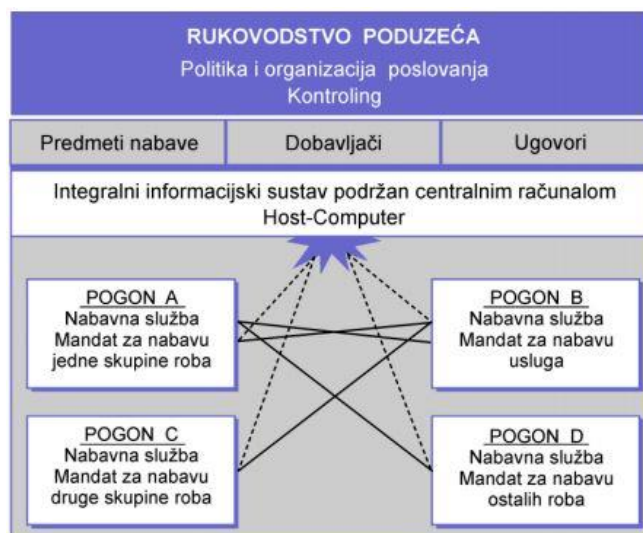 RUKOVODSTVO PODUZEĆA
Politika i organizacija poslovanja
Kontroling
Predmeti nabave
Dobavljači
Ugovori
Integralni informacijski sustav podržan centralnim računalom
Host-Computer
POGON A
Nabavna služba
Mandat za nabavu
jedne skupine roba
POGON B
Nabavna služba
Mandat za nabavu
usluga
POGON C
Nabavna služba
Mandat za nabavu
druge skupine roba
POGON D
Nabavna služba
Mandat za nabavu
ostalih roba